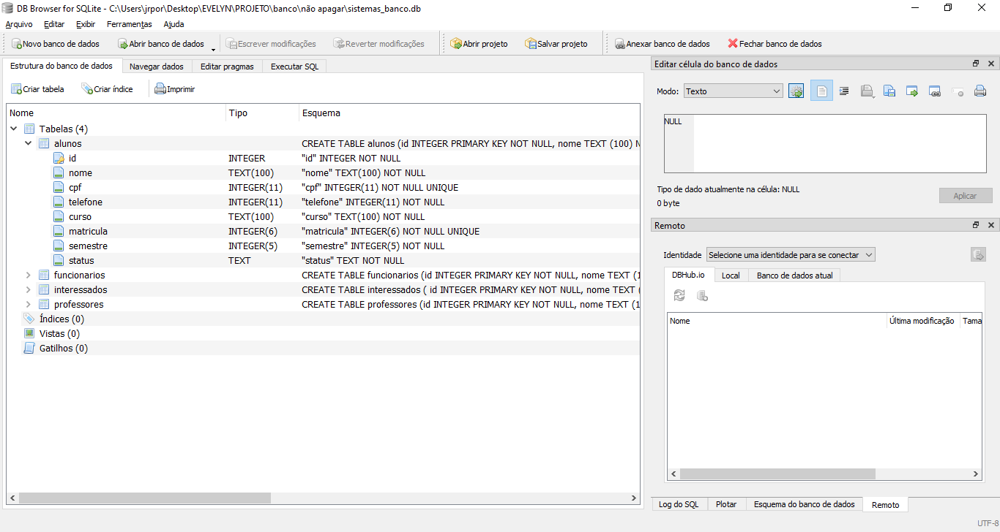 DB Browser for SQLite - C:\Users\jrpor\Desktop\EVELYN\PROJETO\banco\não apagar\sistemas_banco.db
Arquivo Editar Exibir Ferramentas Ajuda
Novo banco de dados Abrir banco de dados Escrever modificações Reverter modificações Abrir projeto Salvar projeto Anexar banco de dados Fechar banco de dados
Estrutura do banco de dados Navegar dados Editar pragmas Executar SQL
Criar tabela Criar índice Imprimir
Nome Tipo Esquema
Tabelas (4)
alunos CREATE TABLE alunos (id INTEGER PRIMARY KEY NOT NULL, nome TEXT (100) N
id INTEGER "id" INTEGER NOT NULL
nome TEXT(100) "nome" TEXT(100) NOT NULL
cpf INTEGER(11) "cpf" INTEGER(11) NOT NULL UNIQUE
telefone INTEGER(11) "telefone" INTEGER(11) NOT NULL
curso TEXT(100) "curso" TEXT(100) NOT NULL
matricula INTEGER(6) "matricula" INTEGER(6) NOT NULL UNIQUE
semestre INTEGER(5) "semestre" INTEGER(5) NOT NULL
status TEXT "status" TEXT NOT NULL
funcionarios CREATE TABLE funcionarios (id INTEGER PRIMARY KEY NOT NULL, nome TEXT (1
interessados CREATE TABLE interessados ( id INTEGER PRIMARY KEY NOT NULL, nome TEXT (
professores CREATE TABLE professores (id INTEGER PRIMARY KEY NOT NULL, nome TEXT (1
Índices (0)
Vistas (0)
Gatilhos (0)
Editar célula do banco de dados
Modo: Texto
NULL
Tipo de dado atualmente na célula: NULL
0 byte
Aplicar
Remoto
Identidade Selecione uma identidade para se conectar
DBHub.io Local Banco de dados atual
Nome Última modificação Tama
Log do SQL Plotar Esquema do banco de dados Remoto
UTF-8